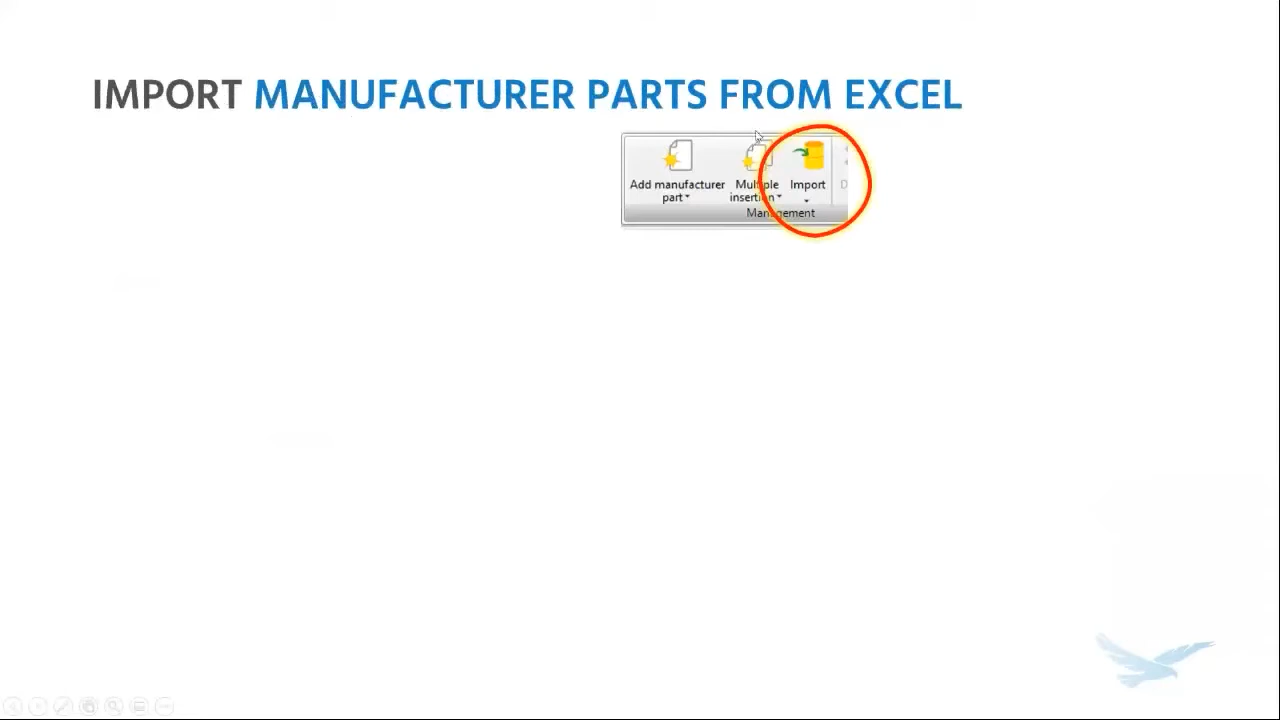 IMPORT MANUFACTURER PARTS FROM EXCEL
Add manufacturer part
Multiple insertion
Import
D
Management